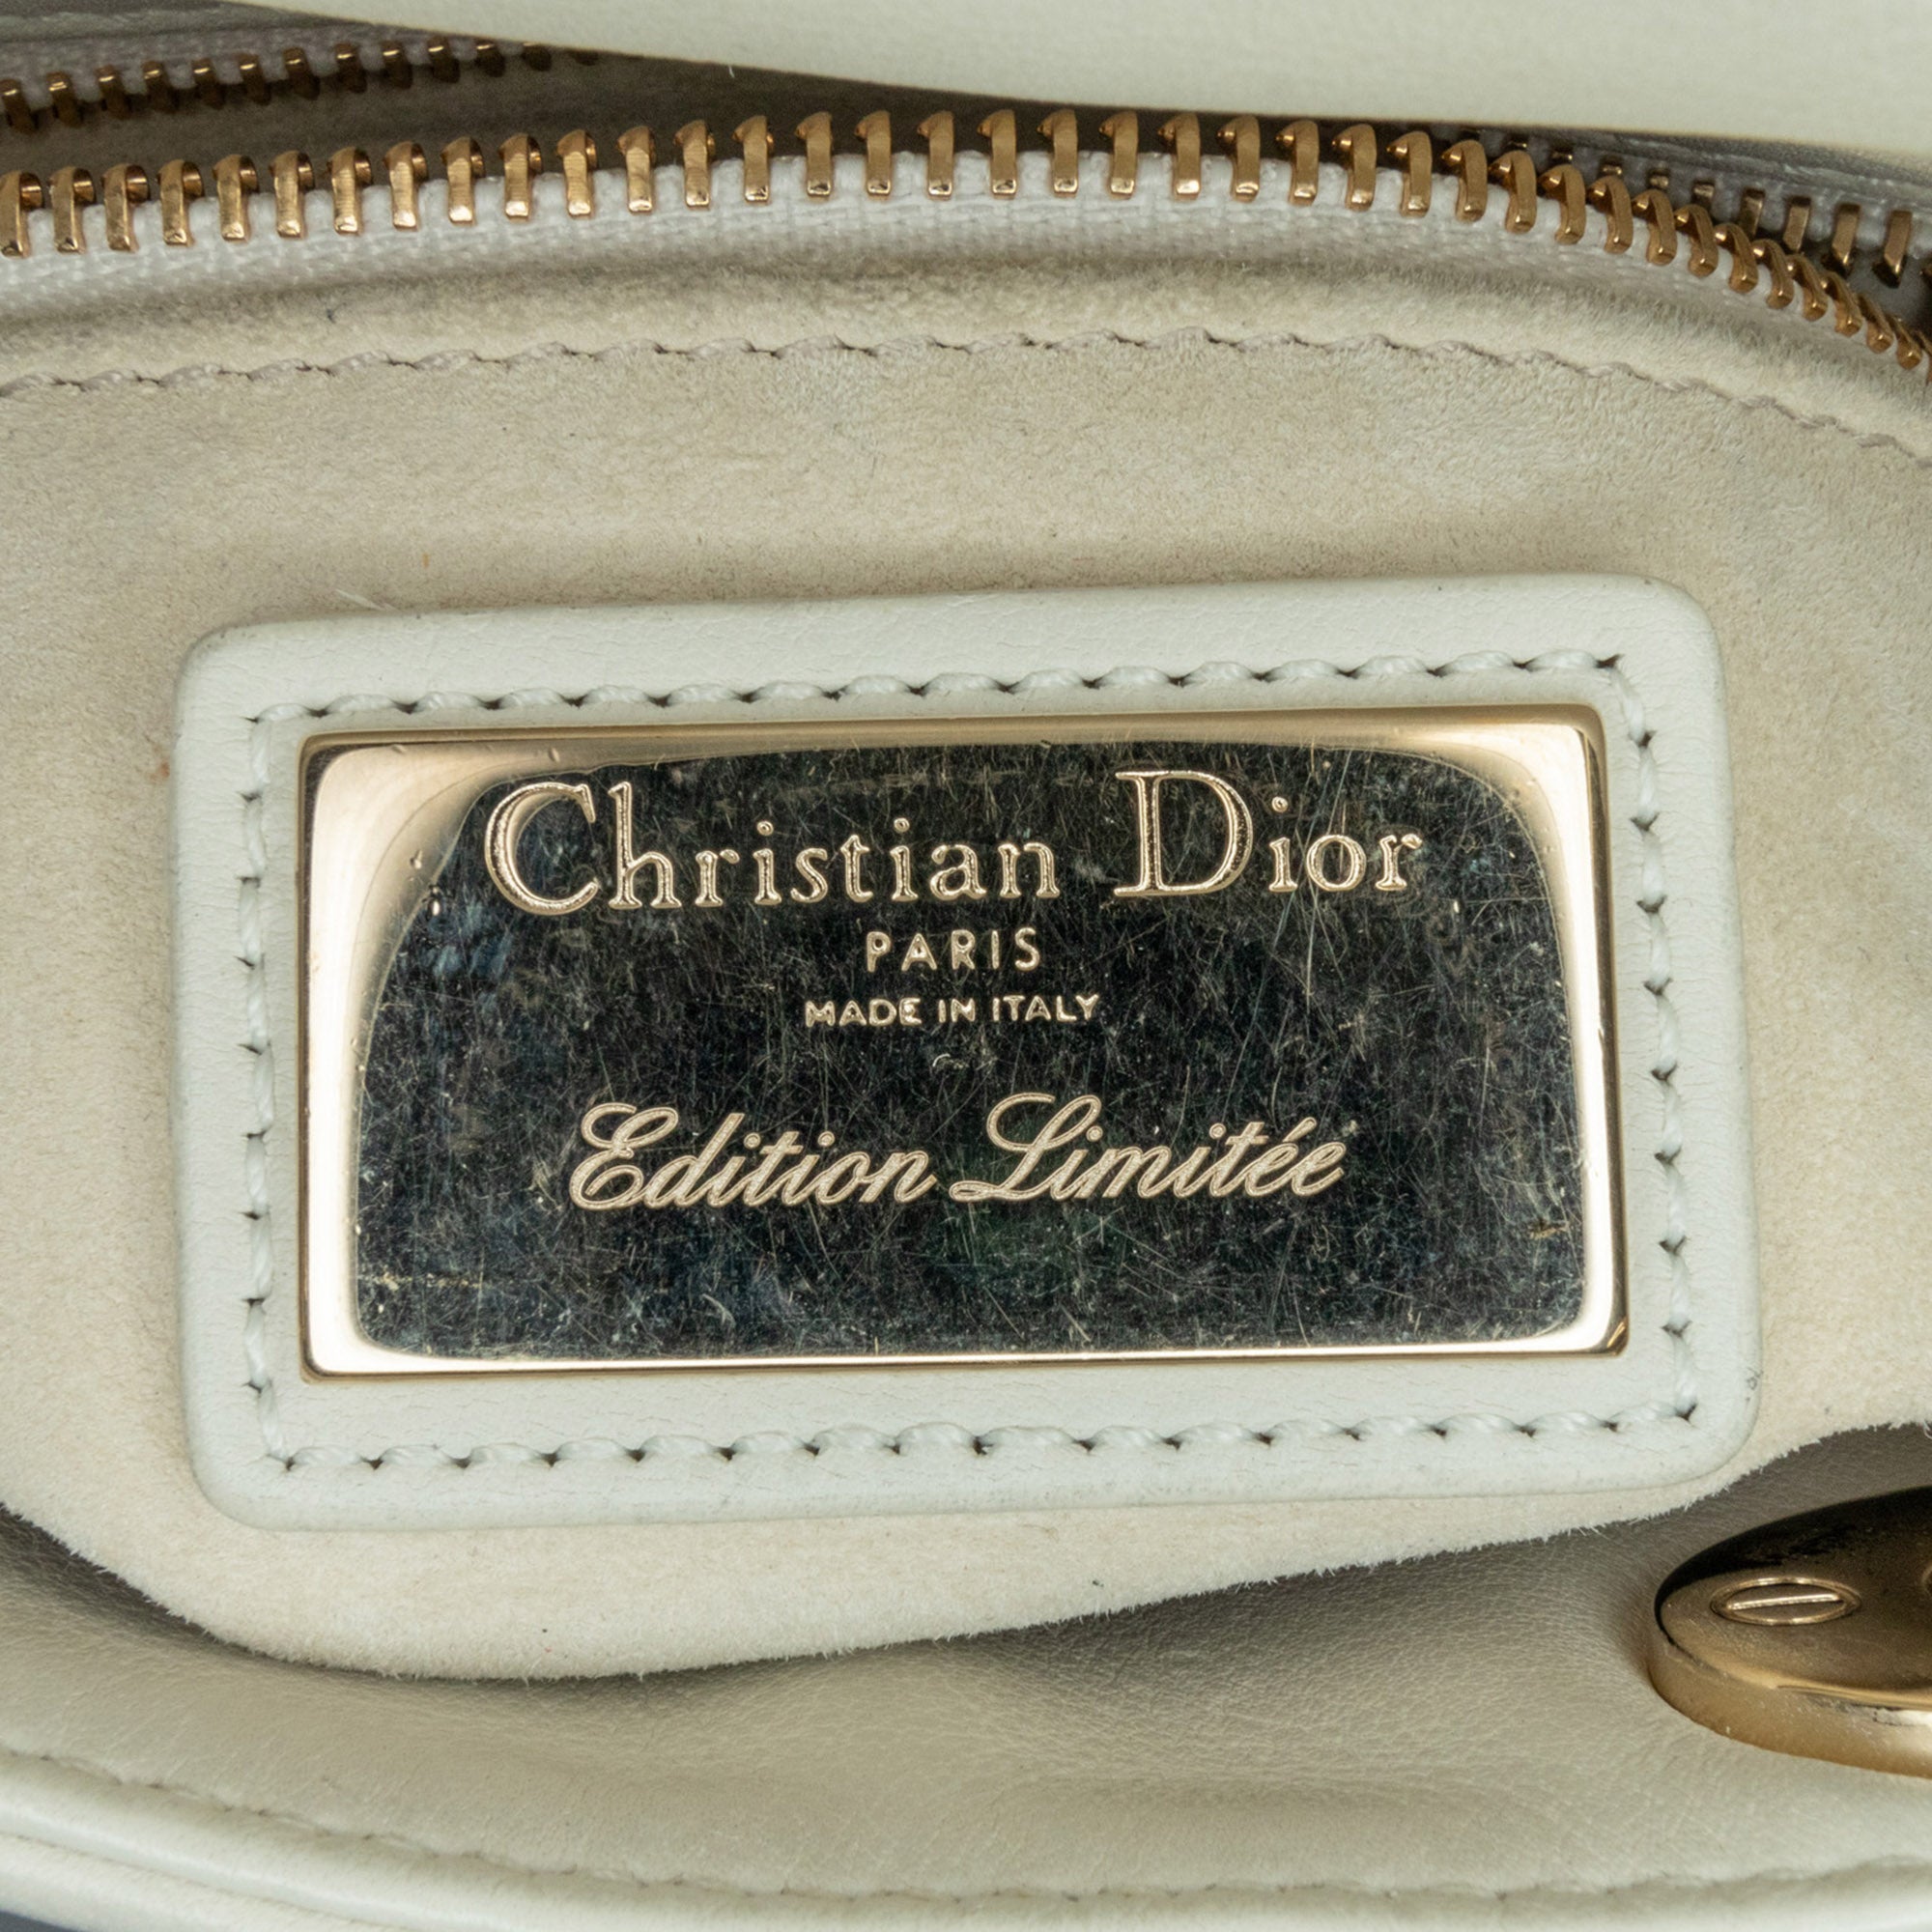 Christian Dior
PARIS
MADE IN ITALY
Edition Limitée